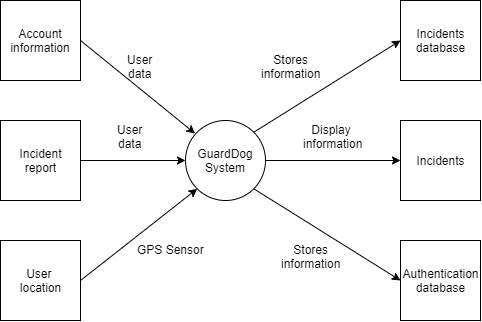 Account
information
User
data
Stores
information
Incidents
database
Incident
report
User
data
GuardDog
System
Display
information
Incidents
User
location
GPS Sensor
Stores
information
Authentication
database